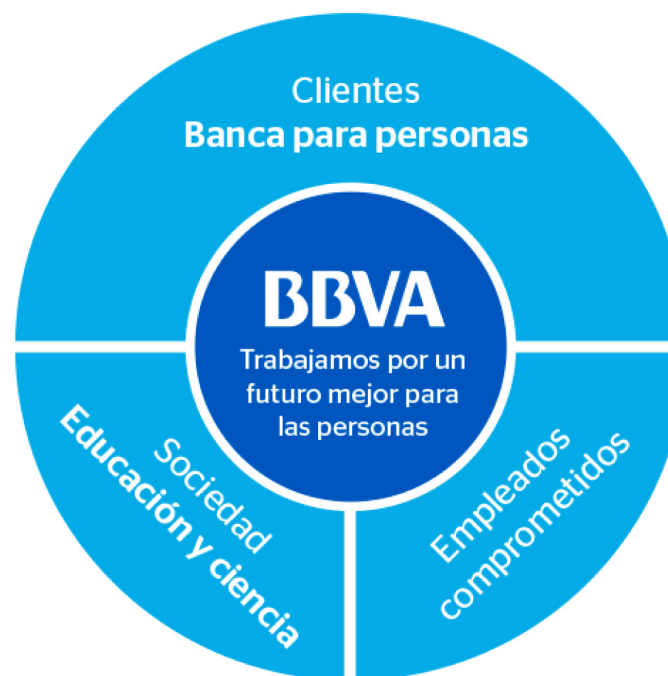 Clientes
Banca para personas
BBVA
Trabajamos por un
futuro mejor para
las personas
Sociedad
Educación y ciencia
Empleados
comprometidos